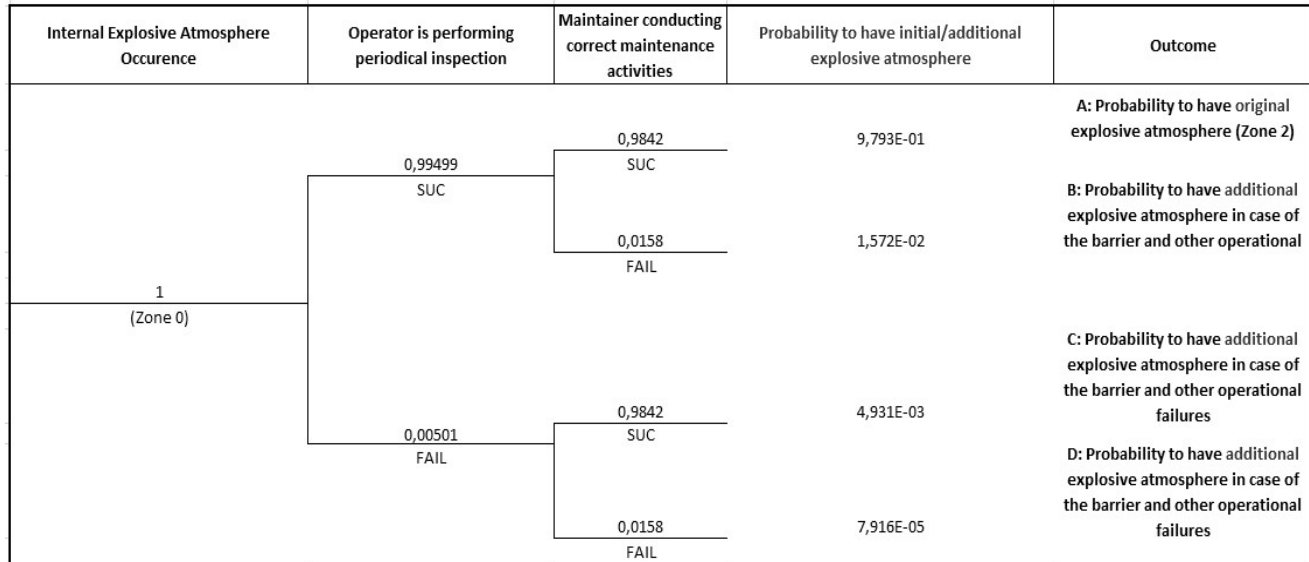 Internal Explosive Atmosphere
Occurence
Operator is performing
periodical inspection
Maintainer conducting
correct maintenance
activities
Probability to have initial/additional
explosive atmosphere
Outcome
A: Probability to have original
explosive atmosphere (Zone 2)
0,9842
SUC
9,793E-01
0,99499
SUC
B: Probability to have additional
explosive atmosphere in case of
the barrier and other operational
0,0158
FAIL
1,572E-02
1
(Zone 0)
C: Probability to have additional
explosive atmosphere in case of
the barrier and other operational
failures
0,9842
SUC
4,931E-03
0,00501
FAIL
D: Probability to have additional
explosive atmosphere in case of
the barrier and other operational
failures
0,0158
FAIL
7,916E-05